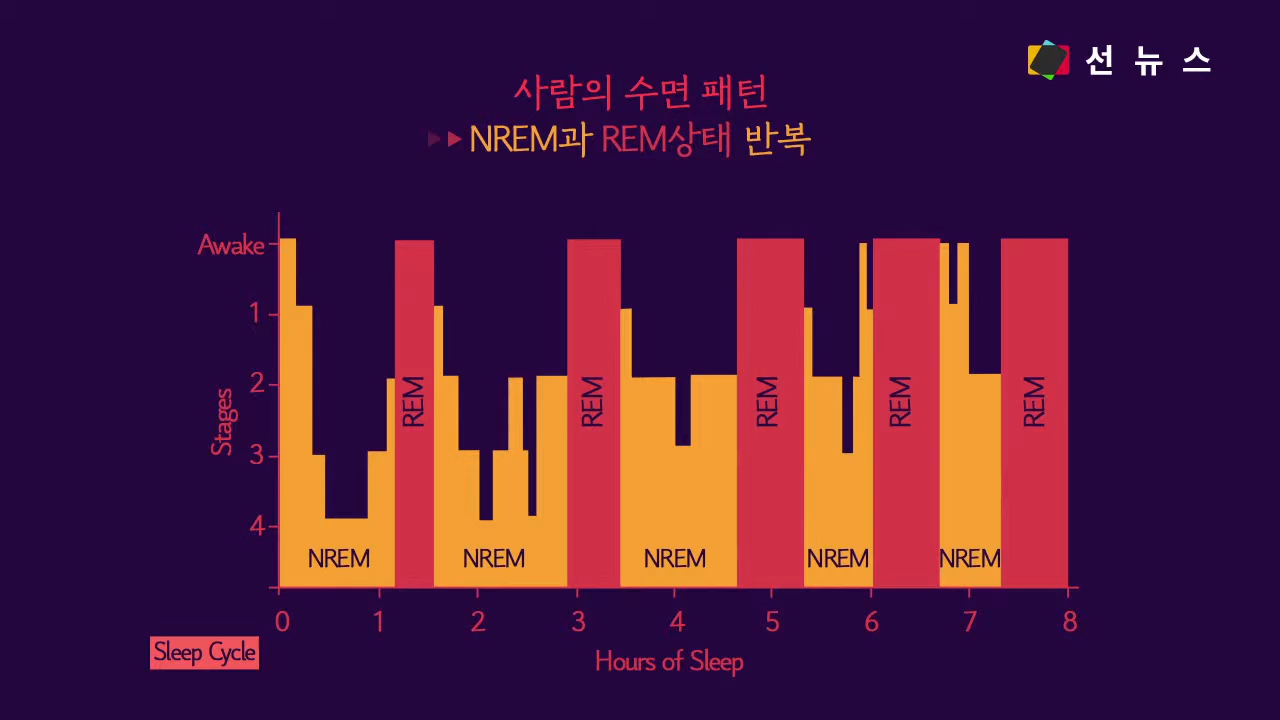 선 뉴 스
사람의 수면 패턴
NREM과 REM상태 반복
Awake
1
2
3
4
Stages
REM
REM
REM
REM
REM
NREM
NREM
NREM
NREM
NREM
0 1 2 3 4 5 6 7 8
Hours of Sleep
Sleep Cycle